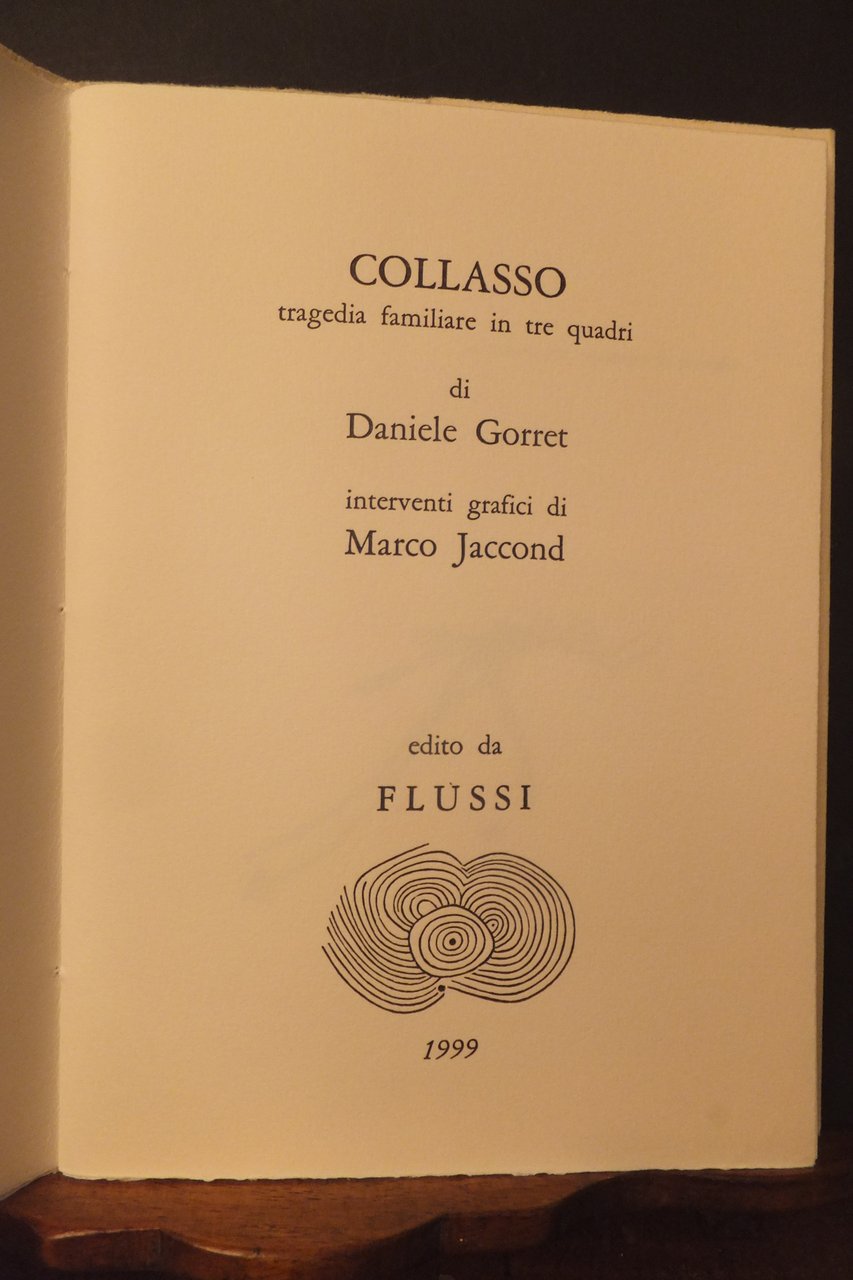 COLLASSO
tragedia familiare in tre quadri
di
Daniele Gorret
interventi grafici di
Marco Jaccond
edito da
FLÙSSI
1999